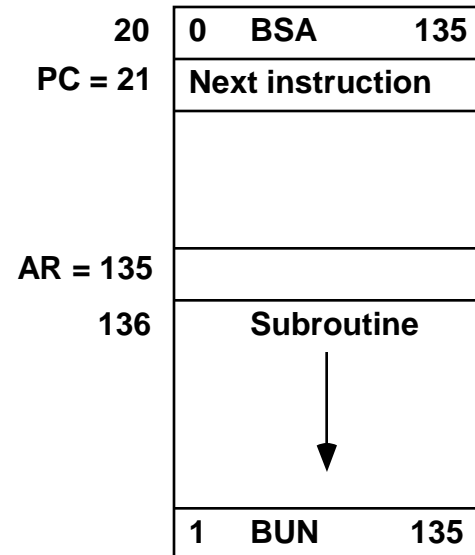 20 0 BSA 135
PC = 21 Next instruction
AR = 135
136 Subroutine
1 BUN 135